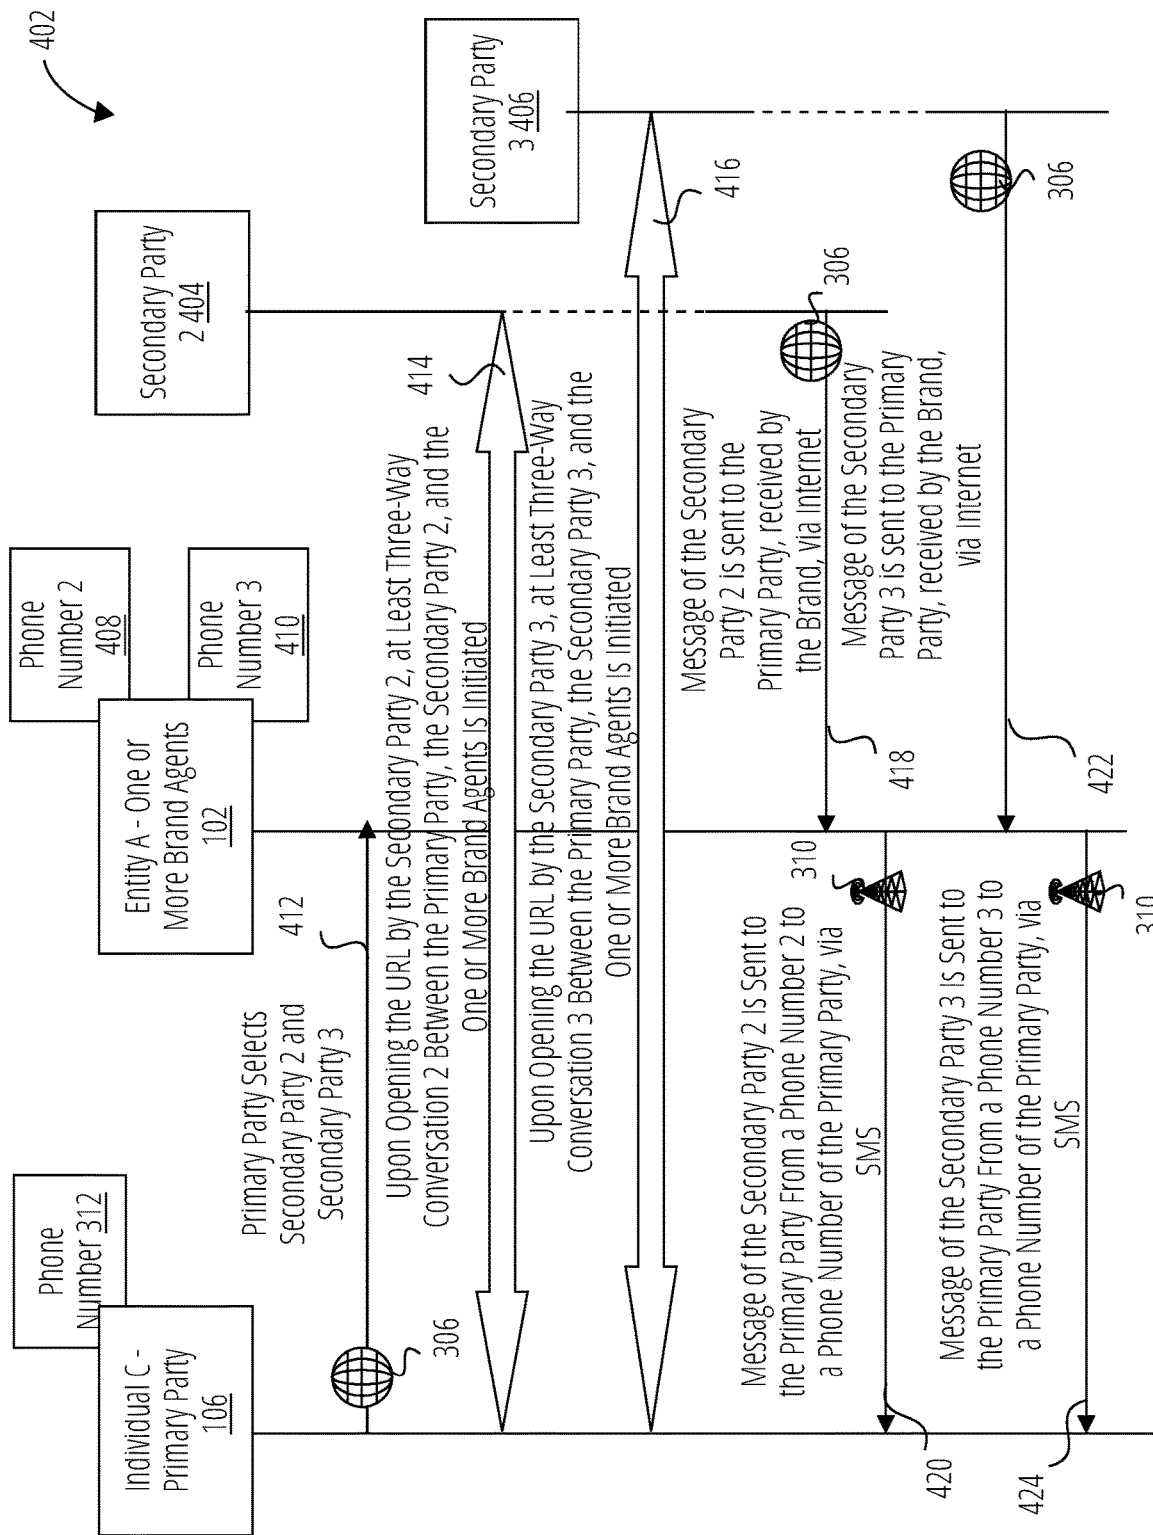 402
Phone
Number 312
Individual C -
Primary Party
106
Phone
Number 2
408
Phone
Number 3
410
Entity A - One or
More Brand Agents
102
Secondary Party
2 404
Secondary Party
3 406
Primary Party Selects
Secondary Party 2 and
Secondary Party 3
412
306
Upon Opening the URL by the Secondary Party 2, at Least Three-Way
Conversation 2 Between the Primary Party, the Secondary Party 2, and the
One or More Brand Agents Is Initiated
414
Upon Opening the URL by the Secondary Party 3, at Least Three-Way
Conversation 3 Between the Primary Party, the Secondary Party 3, and the
One or More Brand Agents Is Initiated
416
Message of the Secondary
Party 2 is sent to the
Primary Party, received by
the Brand, via Internet
306
418
Message of the Secondary Party 2 Is Sent to
the Primary Party From a Phone Number 2 to
a Phone Number of the Primary Party, via
SMS
310
420
Message of the Secondary
Party 3 is sent to the Primary
Party, received by the Brand,
via Internet
306
422
Message of the Secondary Party 3 Is Sent to
the Primary Party From a Phone Number 3 to
a Phone Number of the Primary Party, via
SMS
310
424